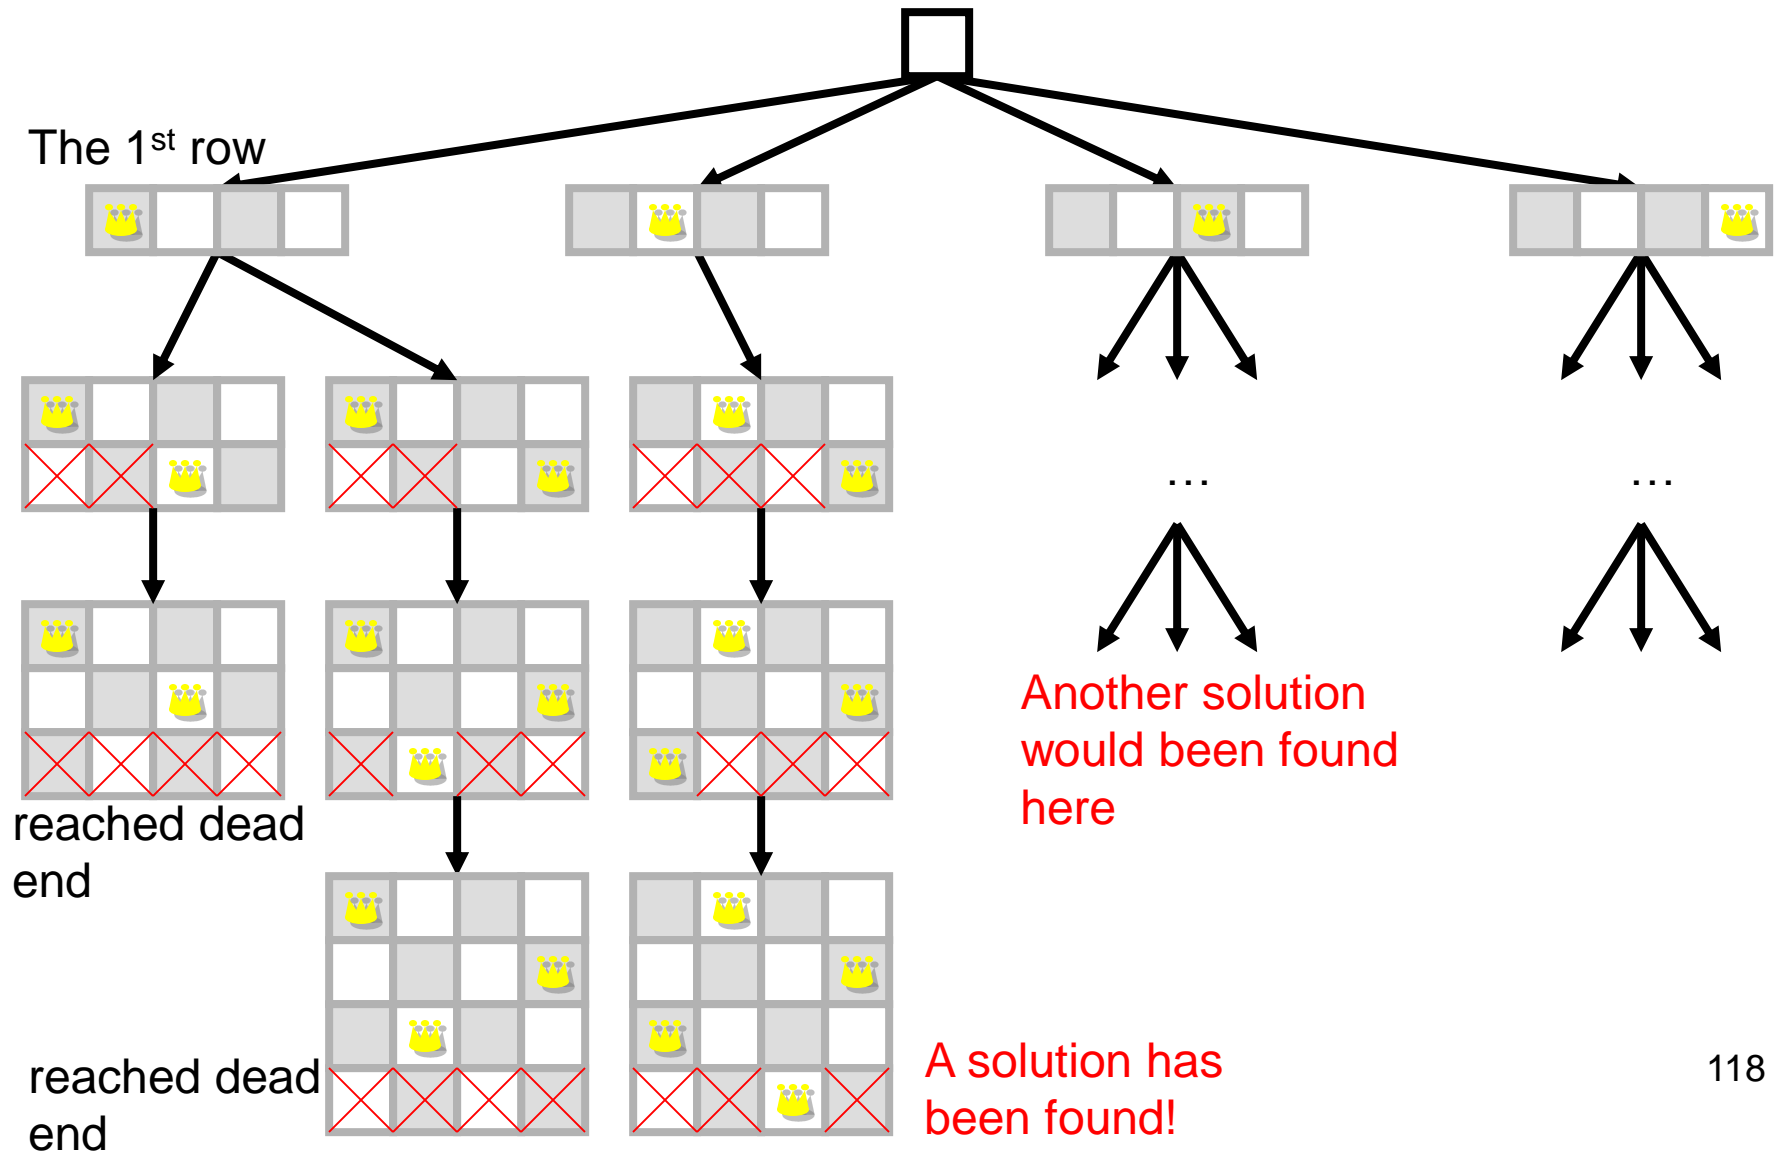 The 1st row
…
…
Another solution
would been found
here
reached dead
end
reached dead
end
A solution has
been found!
118